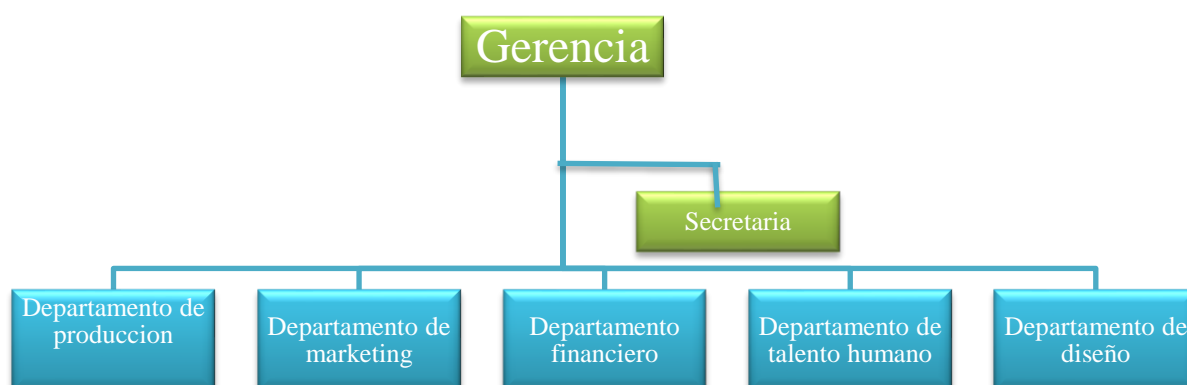 Gerencia
Secretaria
Departamento de
produccion
Departamento de
marketing
Departamento
financiero
Departamento de
talento humano
Departamento de
diseño